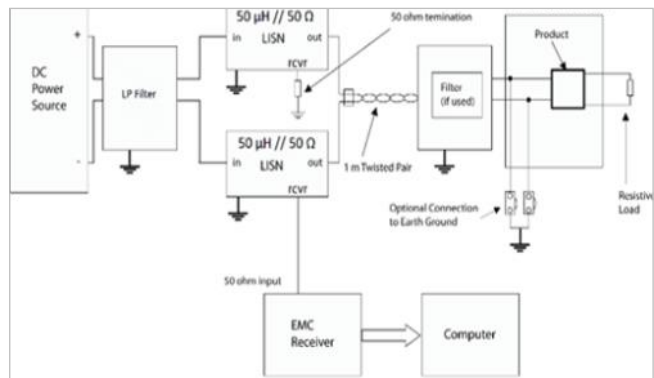 50 µH // 50 Ω
LISN
in
out
rcvr
50 ohm temination
Product
+
DC
Power
Source
-
LP Filter
Filter
(if used)
50 µH // 50 Ω
in
out
LISN
rcvr
1 m Twisted Pair
Optional Connection
to Earth Ground
Resistive
Load
50 ohm input
EMC
Receiver
Computer